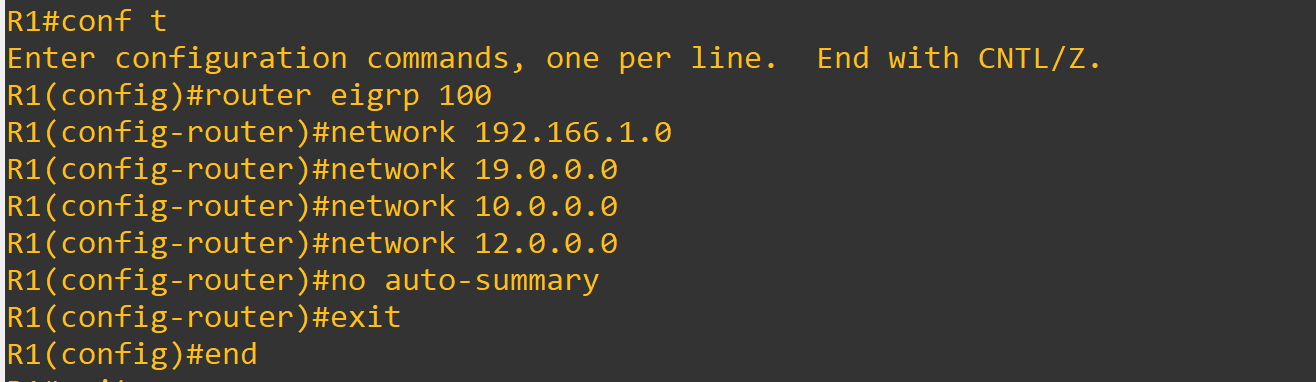 R1#conf t
Enter configuration commands, one per line.  End with CNTL/Z.
R1(config)#router eigrp 100
R1(config-router)#network 192.166.1.0
R1(config-router)#network 19.0.0.0
R1(config-router)#network 10.0.0.0
R1(config-router)#network 12.0.0.0
R1(config-router)#no auto-summary
R1(config-router)#exit
R1(config)#end